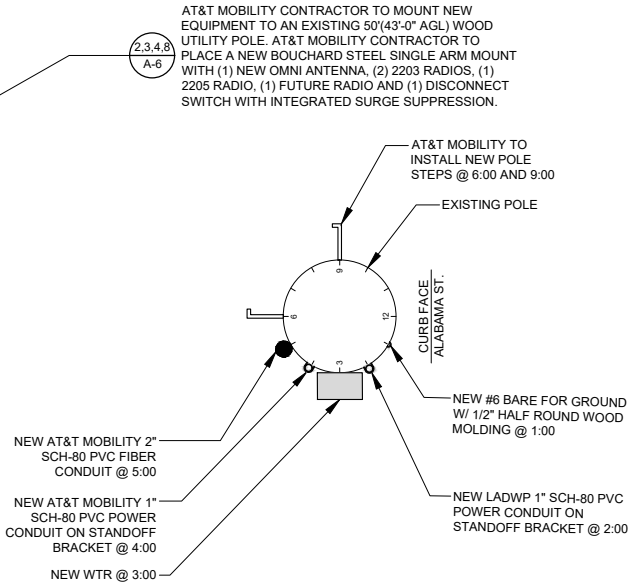 AT&T MOBILITY CONTRACTOR TO MOUNT NEW
EQUIPMENT TO AN EXISTING 50'(43'-0" AGL) WOOD
UTILITY POLE. AT&T MOBILITY CONTRACTOR TO
PLACE A NEW BOUCHARD STEEL SINGLE ARM MOUNT
WITH (1) NEW OMNI ANTENNA, (2) 2203 RADIOS, (1)
2205 RADIO, (1) FUTURE RADIO AND (1) DISCONNECT
SWITCH WITH INTEGRATED SURGE SUPPRESSION.
2,3,4,8
A-6
AT&T MOBILITY TO
INSTALL NEW POLE
STEPS @ 6:00 AND 9:00
EXISTING POLE
9
6
12
3
CURB FACE
ALABAMA ST.
NEW #6 BARE FOR GROUND
W/ 1/2" HALF ROUND WOOD
MOLDING @ 1:00
NEW AT&T MOBILITY 2"
SCH-80 PVC FIBER
CONDUIT @ 5:00
NEW AT&T MOBILITY 1"
SCH-80 PVC POWER
CONDUIT ON STANDOFF
BRACKET @ 4:00
NEW WTR @ 3:00
NEW LADWP 1" SCH-80 PVC
POWER CONDUIT ON
STANDOFF BRACKET @ 2:00